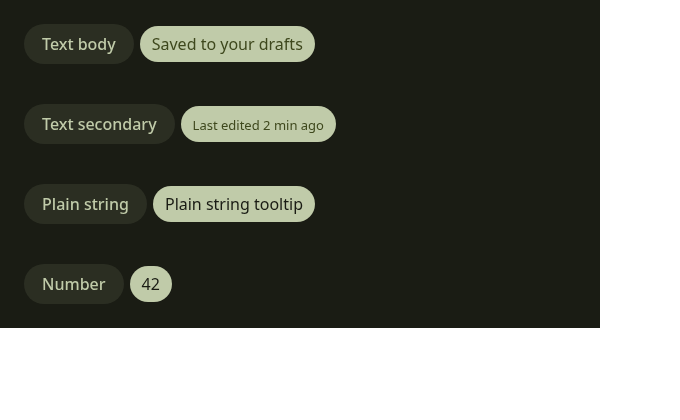 Text body Saved to your drafts
Text secondary Last edited 2 min ago
Plain string Plain string tooltip
Number 42